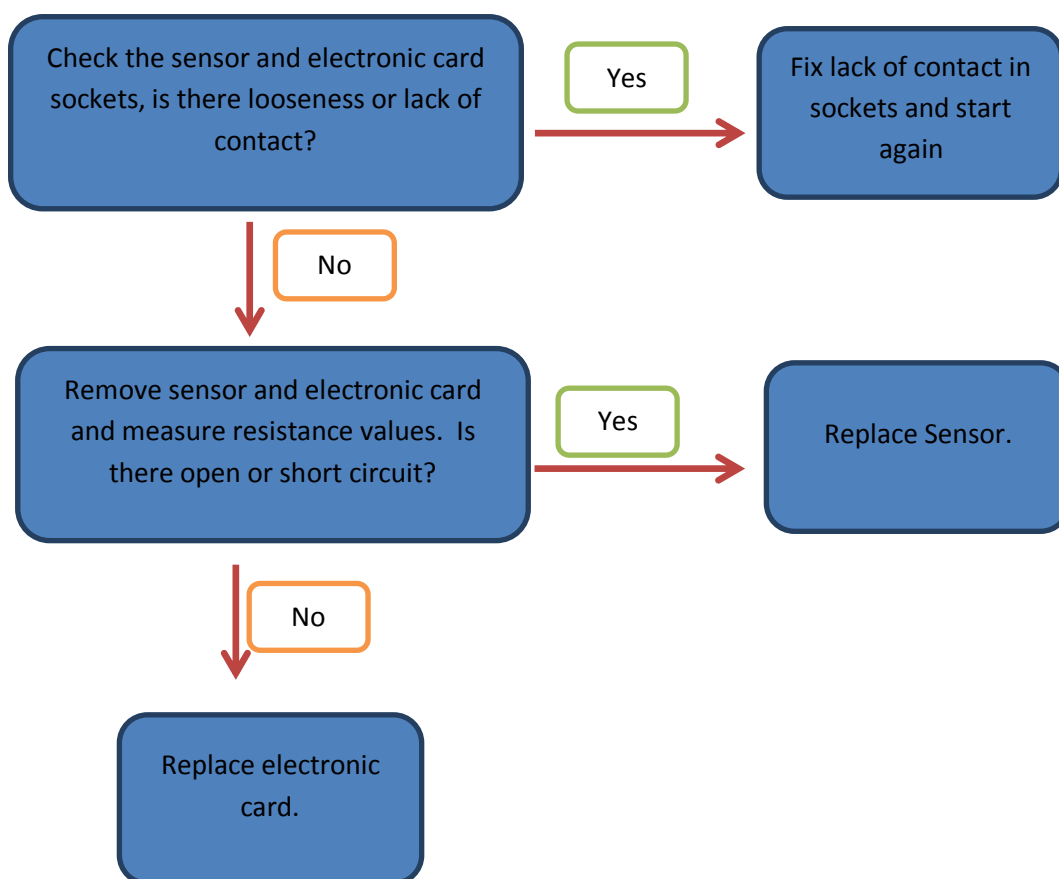 Check the sensor and electronic card
sockets, is there looseness or lack of
contact?
Yes
Fix lack of contact in
sockets and start
again
No
Remove sensor and electronic card
and measure resistance values.  Is
there open or short circuit?
Yes
Replace Sensor.
No
Replace electronic
card.